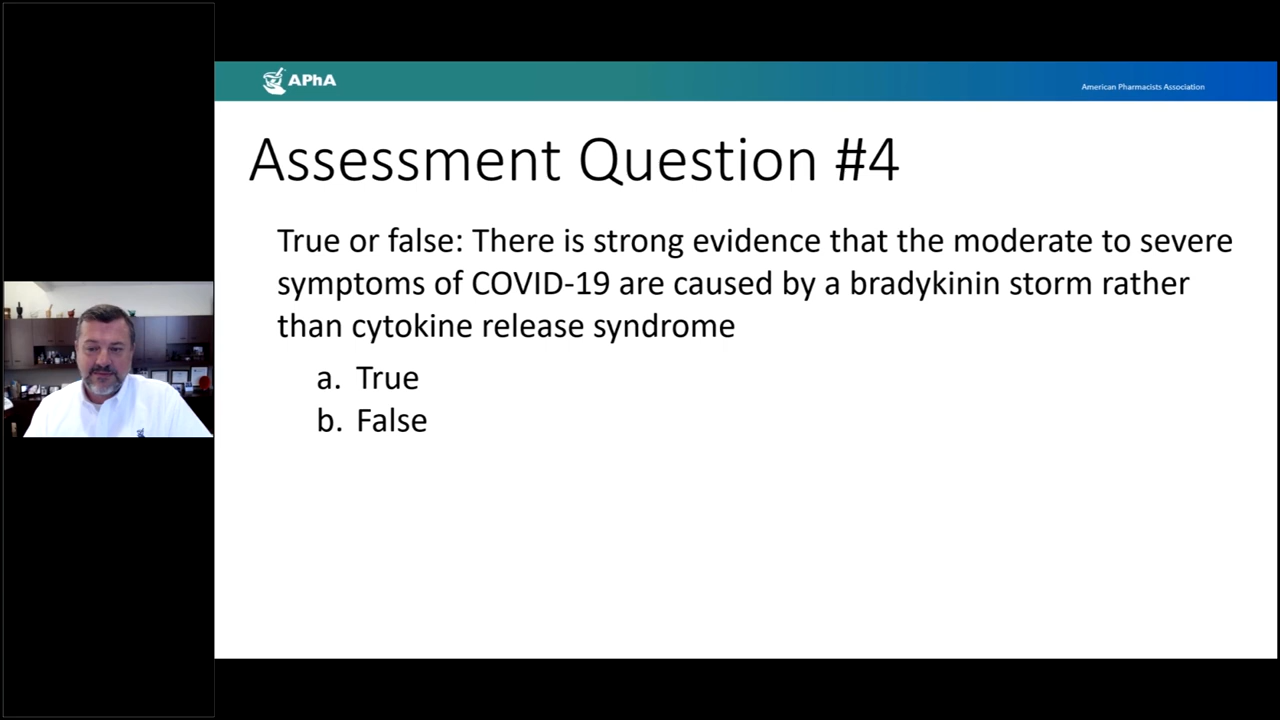 APhA
American Pharmacists Association
Assessment Question #4
True or false: There is strong evidence that the moderate to severe
symptoms of COVID-19 are caused by a bradykinin storm rather
than cytokine release syndrome
a. True
b. False